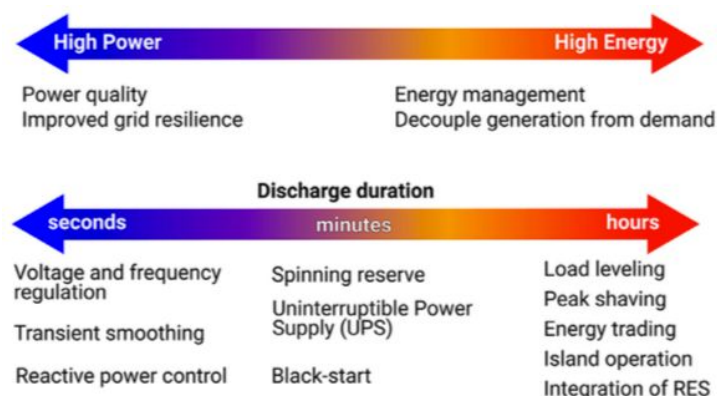 High Power
High Energy
Power quality
Improved grid resilience
Energy management
Decouple generation from demand
Discharge duration
seconds
minutes
hours
Voltage and frequency
regulation
Transient smoothing
Reactive power control
Spinning reserve
Uninterruptible Power
Supply (UPS)
Black-start
Load leveling
Peak shaving
Energy trading
Island operation
Integration of RES